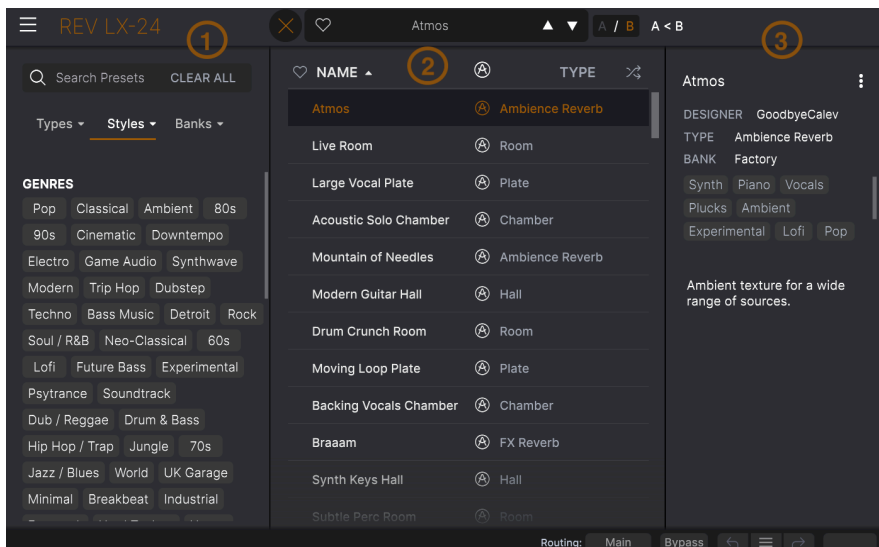 REV LX-24
Atmos
A / B A < B
1
2
3
Search Presets CLEAR ALL
Types Styles Banks
GENRES
Pop Classical Ambient 80s
90s Cinematic Downtempo
Electro Game Audio Synthwave
Modern Trip Hop Dubstep
Techno Bass Music Detroit Rock
Soul / R&B Neo-Classical 60s
Lofi Future Bass Experimental
Psytrance Soundtrack
Dub / Reggae Drum & Bass
Hip Hop / Trap Jungle 70s
Jazz / Blues World UK Garage
Minimal Breakbeat Industrial
NAME TYPE
Atmos Ambience Reverb
Live Room Room
Large Vocal Plate Plate
Acoustic Solo Chamber Chamber
Mountain of Needles Ambience Reverb
Modern Guitar Hall Hall
Drum Crunch Room Room
Moving Loop Plate Plate
Backing Vocals Chamber Chamber
Braaam FX Reverb
Synth Keys Hall Hall
Subtle Perc Room Room
Atmos
DESIGNER GoodbyeCalev
TYPE Ambience Reverb
BANK Factory
Synth Piano Vocals
Plucks Ambient
Experimental Lofi Pop
Ambient texture for a wide
range of sources.
Routing: Main Bypass